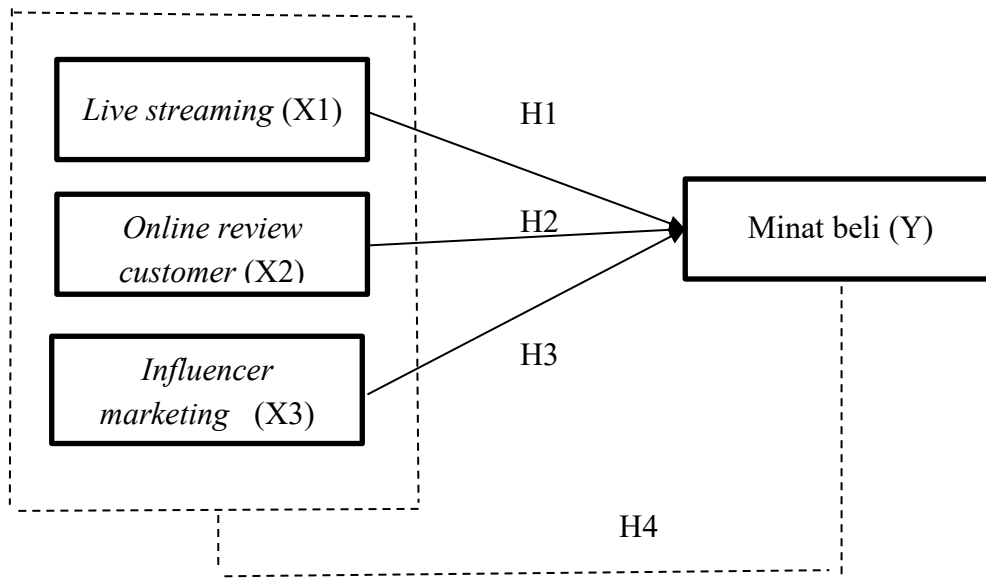 Live streaming (X1)
H1
Online review
customer (X2)
H2
Minat beli (Y)
Influencer
marketing (X3)
H3
H4